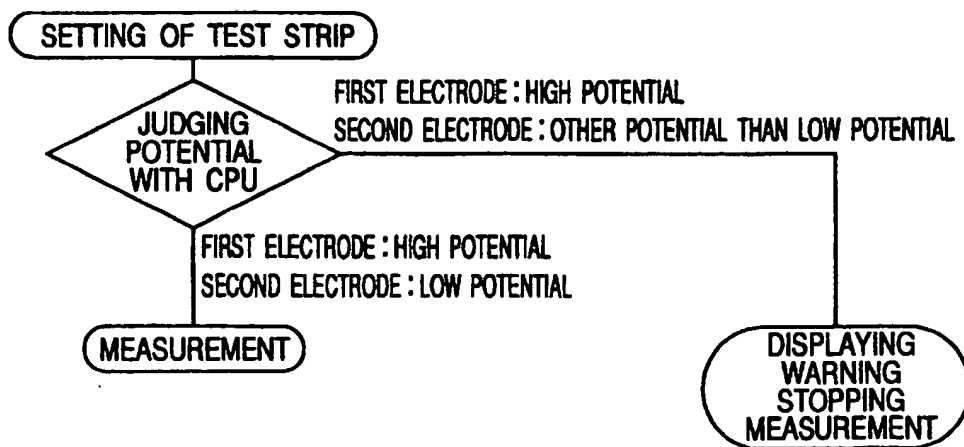 SETTING OF TEST STRIP
FIRST ELECTRODE : HIGH POTENTIAL
SECOND ELECTRODE : OTHER POTENTIAL THAN LOW POTENTIAL
JUDGING
POTENTIAL
WITH CPU
FIRST ELECTRODE : HIGH POTENTIAL
SECOND ELECTRODE : LOW POTENTIAL
MEASUREMENT
DISPLAYING
WARNING
STOPPING
MEASUREMENT